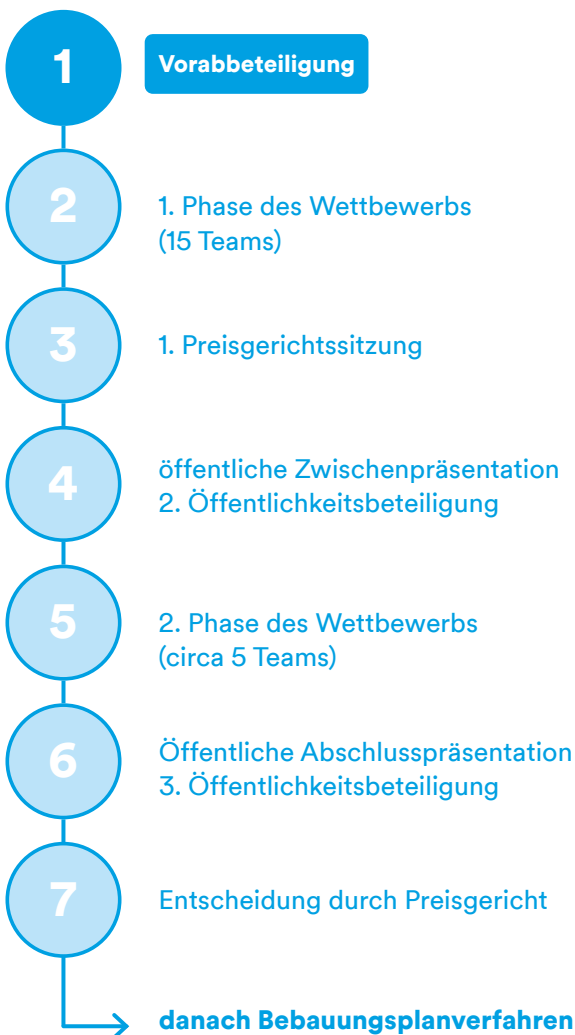 1
Vorabbeteiligung
2
1. Phase des Wettbewerbs
(15 Teams)
3
1. Preisgerichtssitzung
4
öffentliche Zwischenpräsentation
2. Öffentlichkeitsbeteiligung
5
2. Phase des Wettbewerbs
(circa 5 Teams)
6
Öffentliche Abschlusspräsentation
3. Öffentlichkeitsbeteiligung
7
Entscheidung durch Preisgericht
danach Bebauungsplanverfahren